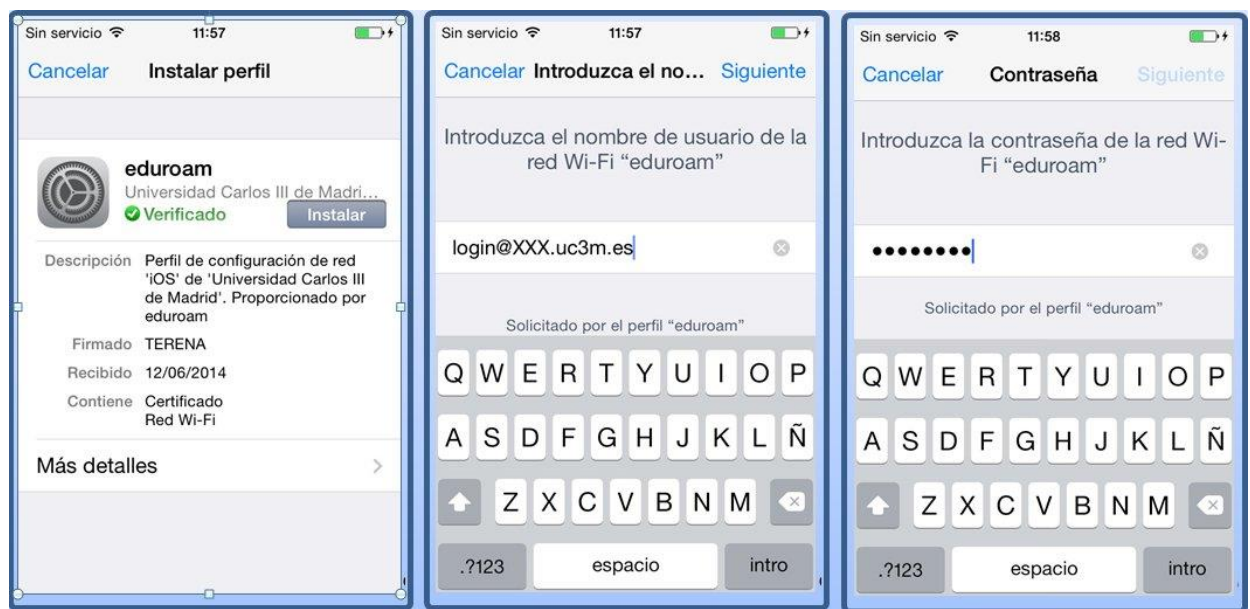 Sin servicio 11:57
Cancelar Instalar perfil
eduroam
Universidad Carlos III de Madri...
Verificado Instalar
Descripción Perfil de configuración de red
'iOS' de 'Universidad Carlos III
de Madrid'. Proporcionado por
eduroam
Firmado TERENA
Recibido 12/06/2014
Contiene Certificado
Red Wi-Fi
Más detalles
Sin servicio 11:57
Cancelar Introduzca el no... Siguiente
Introduzca el nombre de usuario de la
red Wi-Fi “eduroam”
login@XXX.uc3m.es
Solicitado por el perfil “eduroam”
Q W E R T Y U I O P
A S D F G H J K L Ñ
Z X C V B N M
.?123 espacio intro
Sin servicio 11:58
Cancelar Contraseña Siguiente
Introduzca la contraseña de la red Wi-
Fi “eduroam”
••••••••
Solicitado por el perfil “eduroam”
Q W E R T Y U I O P
A S D F G H J K L Ñ
Z X C V B N M
.?123 espacio intro